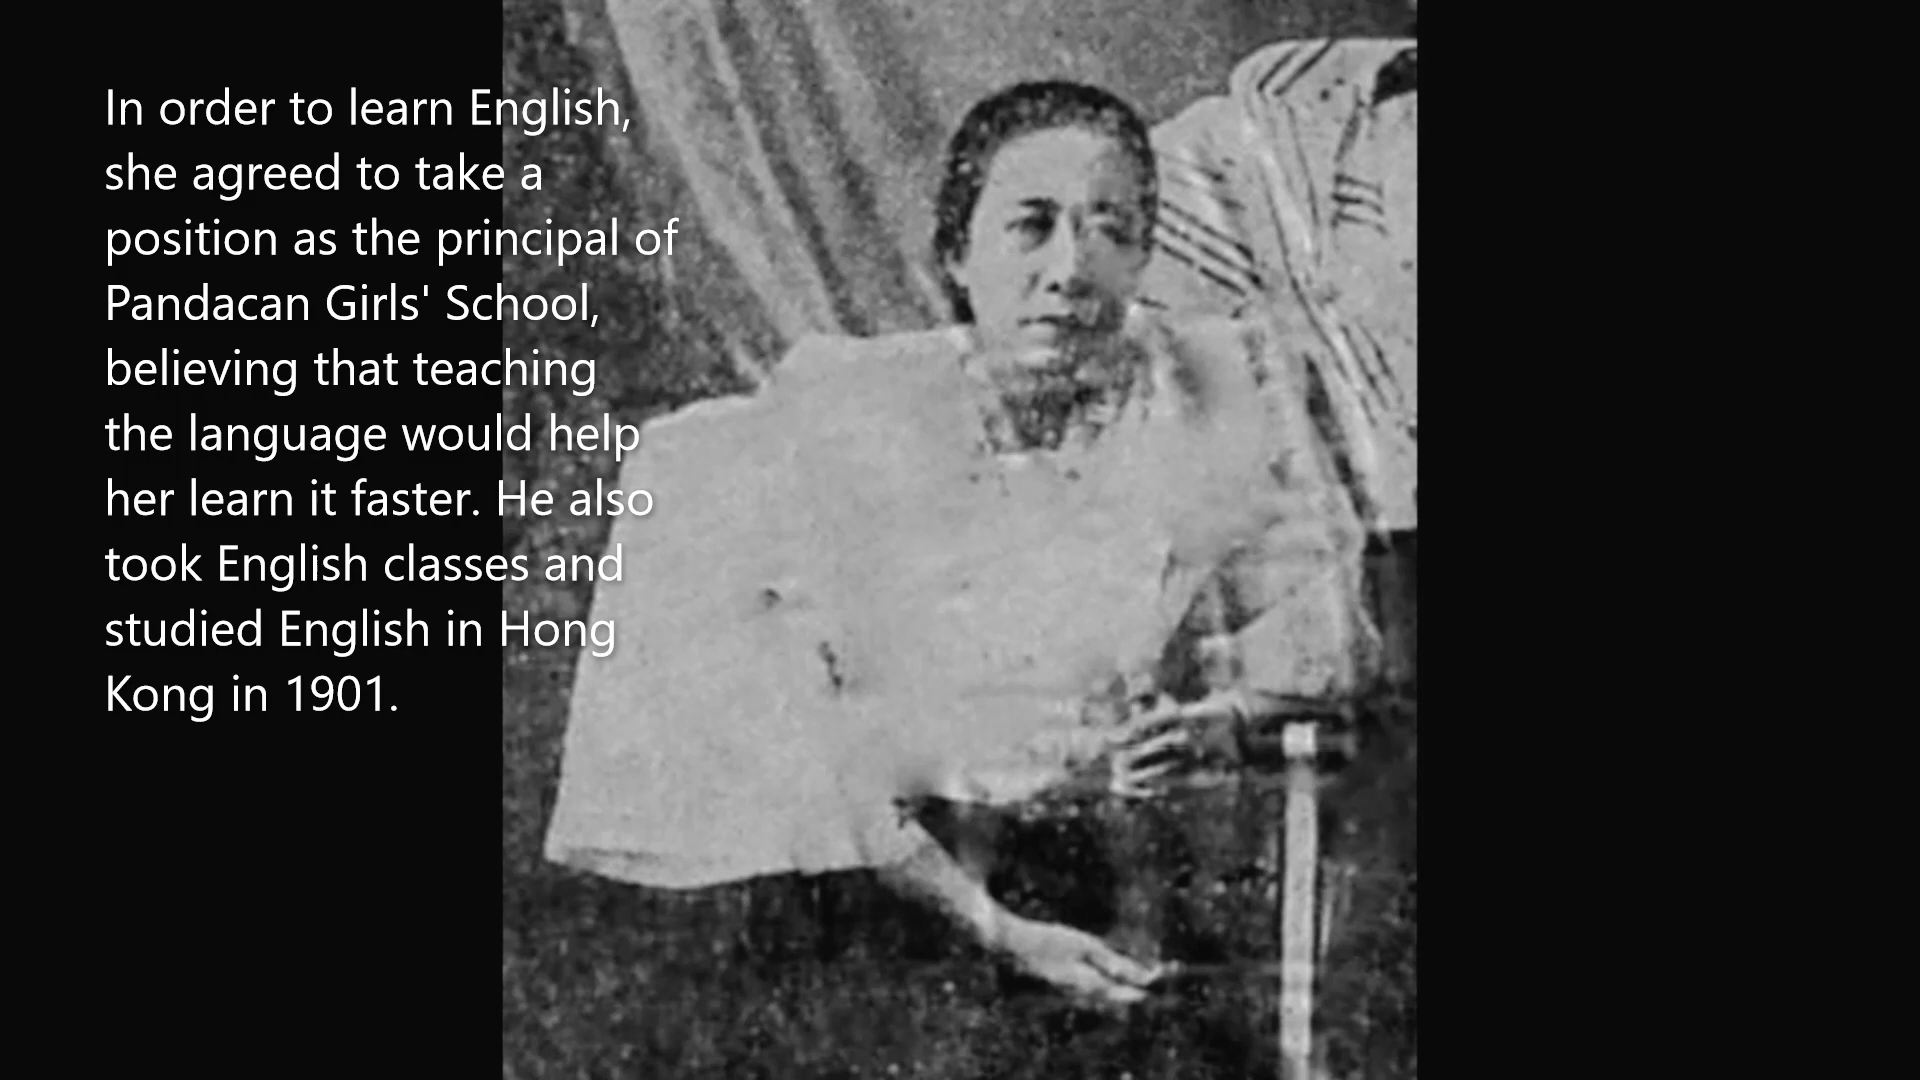 In order to learn English,
she agreed to take a
position as the principal of
Pandacan Girls' School,
believing that teaching
the language would help
her learn it faster. He also
took English classes and
studied English in Hong
Kong in 1901.